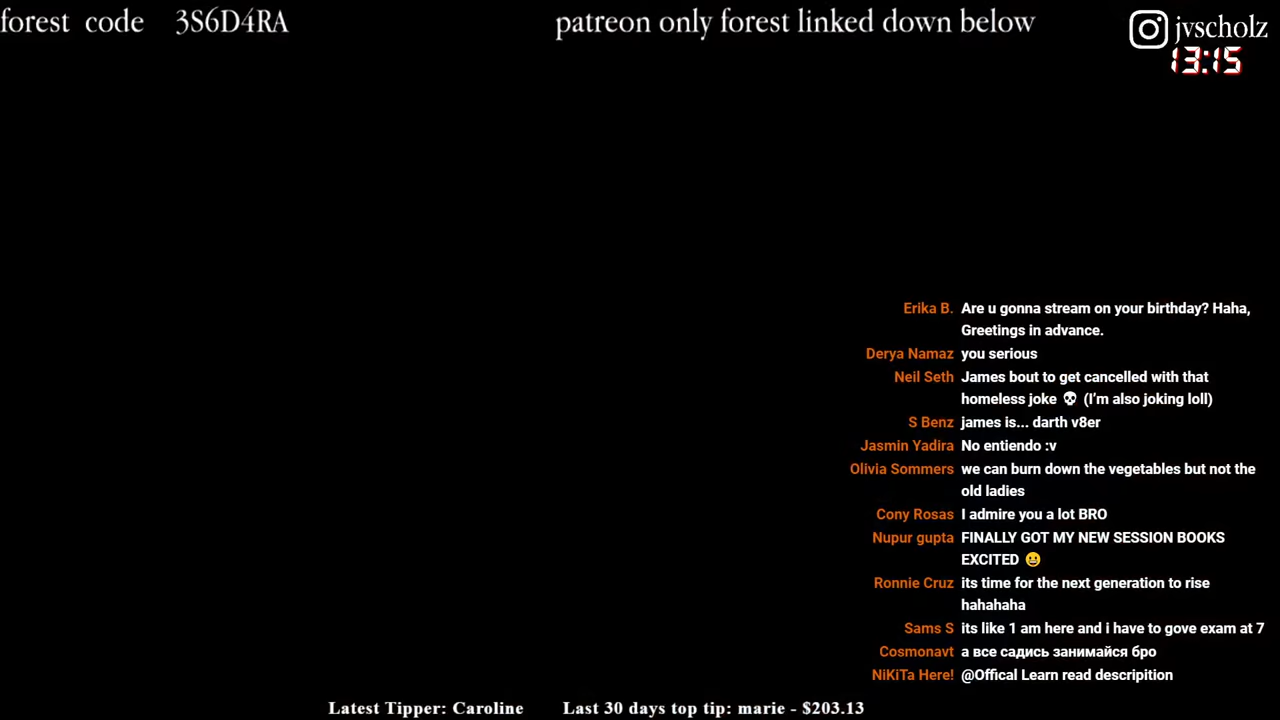 forest code 3S6D4RA
patreon only forest linked down below
jvscholz
13:15
Erika B. Are u gonna stream on your birthday? Haha,
Greetings in advance.
Derya Namaz you serious
Neil Seth James bout to get cancelled with that
homeless joke 💀 (I'm also joking loll)
S Benz james is... darth v8er
Jasmin Yadira No entiendo :v
Olivia Sommers we can burn down the vegetables but not the
old ladies
Cony Rosas I admire you a lot BRO
Nupur gupta FINALLY GOT MY NEW SESSION BOOKS
EXCITED 😀
Ronnie Cruz its time for the next generation to rise
hahahaha
Sams S its like 1 am here and i have to gove exam at 7
Cosmonavt а все садись занимайся бро
NiKiTa Here! @Offical Learn read descripition
Latest Tipper: Caroline
Last 30 days top tip: marie - $203.13